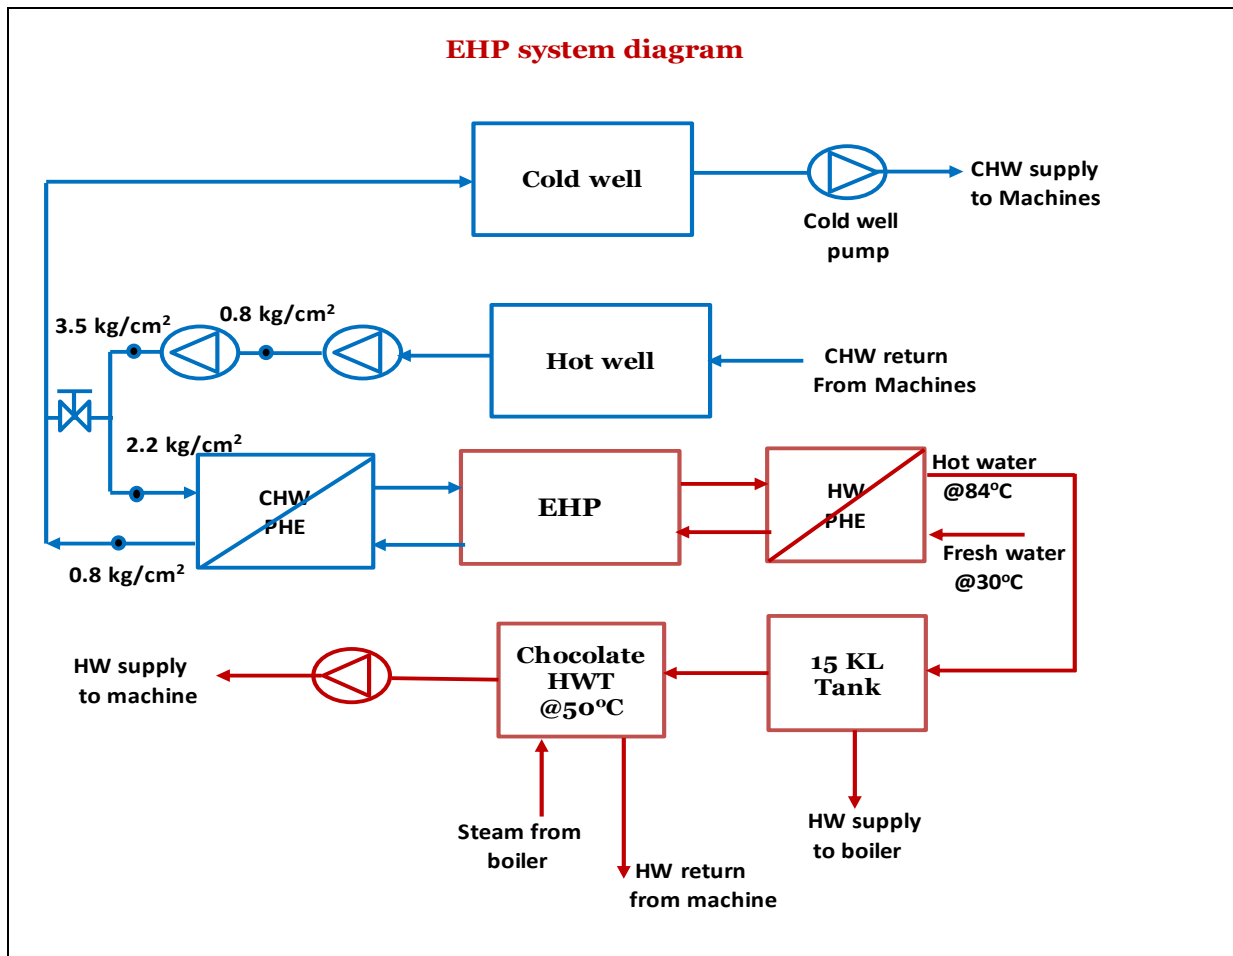 EHP system diagram
Cold well
CHW supply
to Machines
Cold well
pump
3.5 kg/cm²
0.8 kg/cm²
Hot well
CHW return
From Machines
2.2 kg/cm²
CHW
PHE
EHP
HW
PHE
Hot water
@84⁰C
Fresh water
@30⁰C
0.8 kg/cm²
HW supply
to machine
Chocolate
HWT
@50⁰C
15 KL
Tank
Steam from
boiler
HW return
from machine
HW supply
to boiler